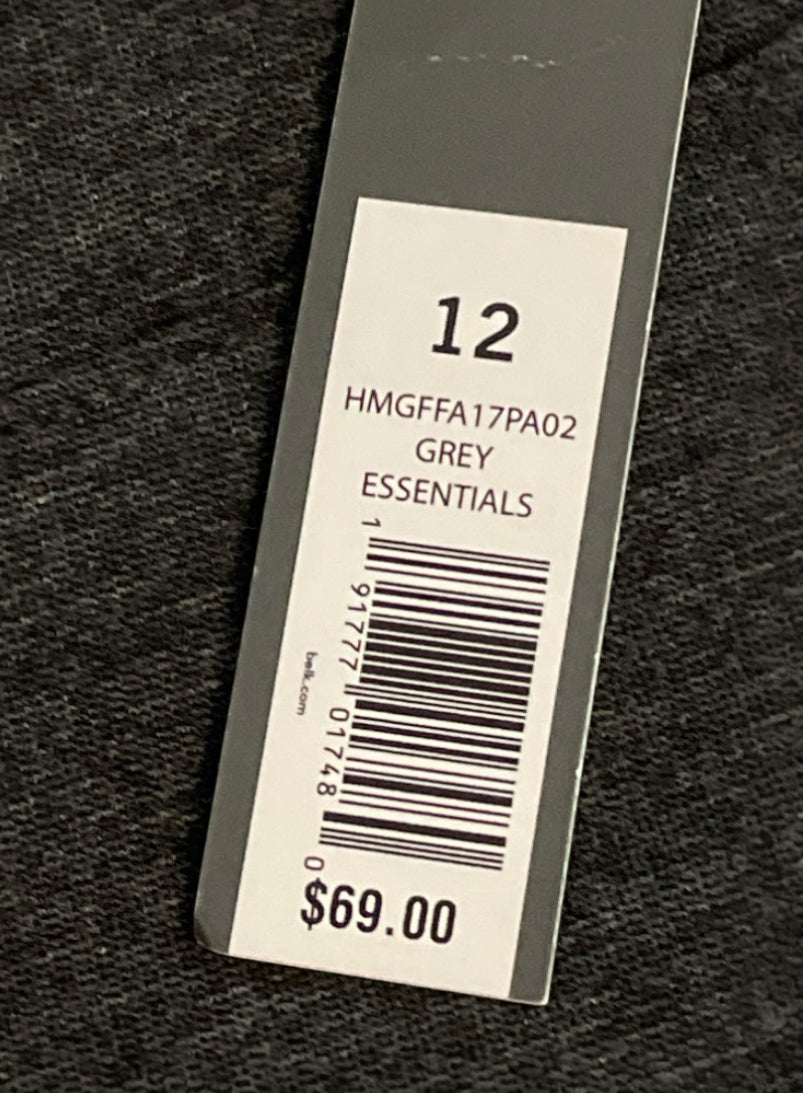 12
HMGFFA17PA02
GREY
ESSENTIALS
1 91777 01748 0
belk.com
$69.00